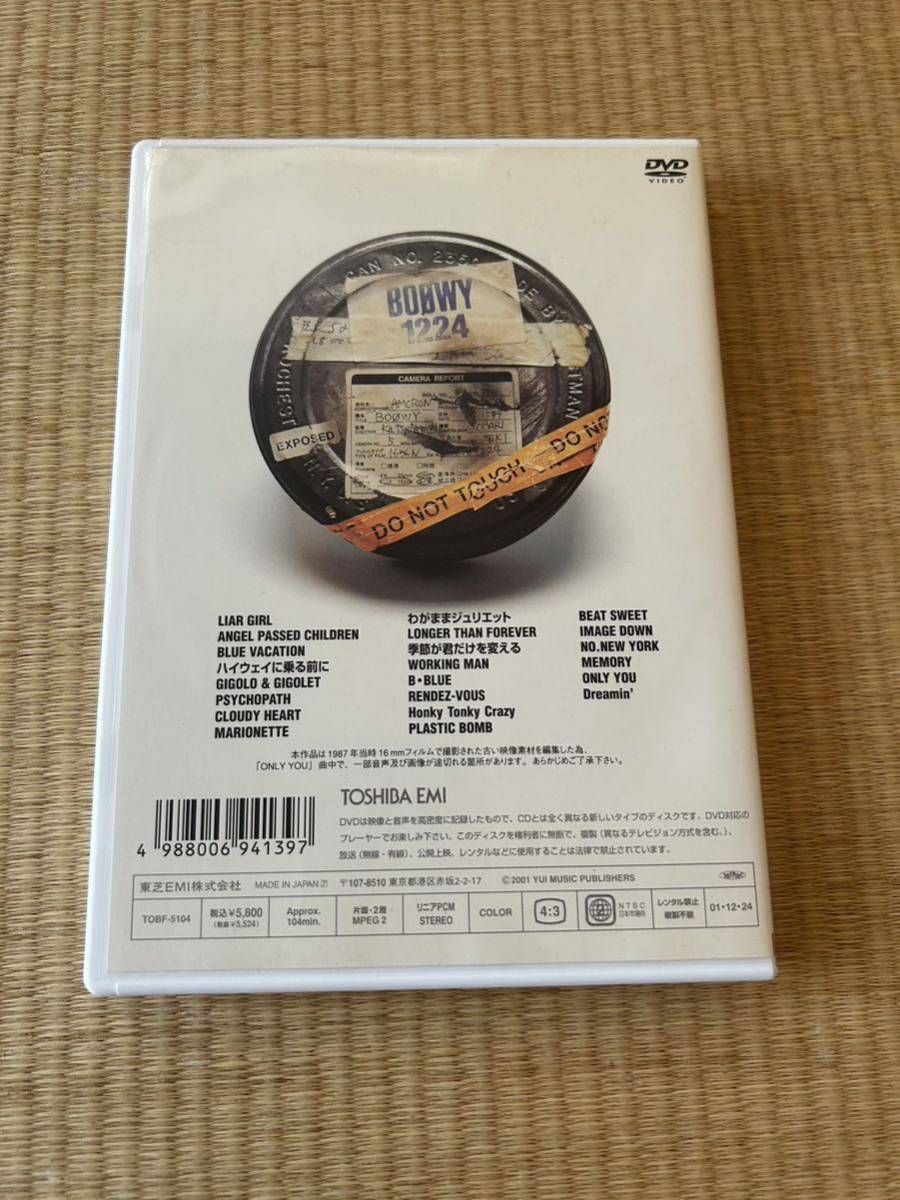 DVD
VIDEO
CAN NO.
BOØWY
1224
CAMERA REPORT
AMCRON
BOØWY
EXPOSED
DO NOT TOUCH
DO NOT
LIAR GIRL
ANGEL PASSED CHILDREN
BLUE VACATION
ハイウェイに乗る前に
GIGOLO & GIGOLET
PSYCHOPATH
CLOUDY HEART
MARIONETTE
わがままジュリエット
LONGER THAN FOREVER
季節が君だけを変える
WORKING MAN
B・BLUE
RENDEZ-VOUS
Honky Tonky Crazy
PLASTIC BOMB
BEAT SWEET
IMAGE DOWN
NO.NEW YORK
MEMORY
ONLY YOU
Dreamin'
本作品は1987年当時16mmフィルムで撮影された古い映像素材を編集した為、
「ONLY YOU」曲中で、一部音声及び画像が途切れる箇所があります。あらかじめご了承下さい。
4 988006 941397
TOSHIBA EMI
DVDは映像と音声を高密度に記録したもので、CDとは全く異なる新しいタイプのディスクです。DVD対応の
プレーヤーでお楽しみ下さい。このディスクを権利者に無断で、複製(異なるテレビジョン方式を含む。)、
放送(無線・有線)、公開上映、レンタルなどに使用することは法律で禁止されています。
東芝EMI株式会社 MADE IN JAPAN 〒107-8510 東京都港区赤坂2-2-17 ©2001 YUI MUSIC PUBLISHERS
TOBF-5104 税込¥5,800 (税抜¥5,524) Approx. 104min. 片面・2層 MPEG 2 リニアPCM STEREO COLOR 4:3 2 NTSC 日本市場向 レンタル禁止 複製不能 01・12・24